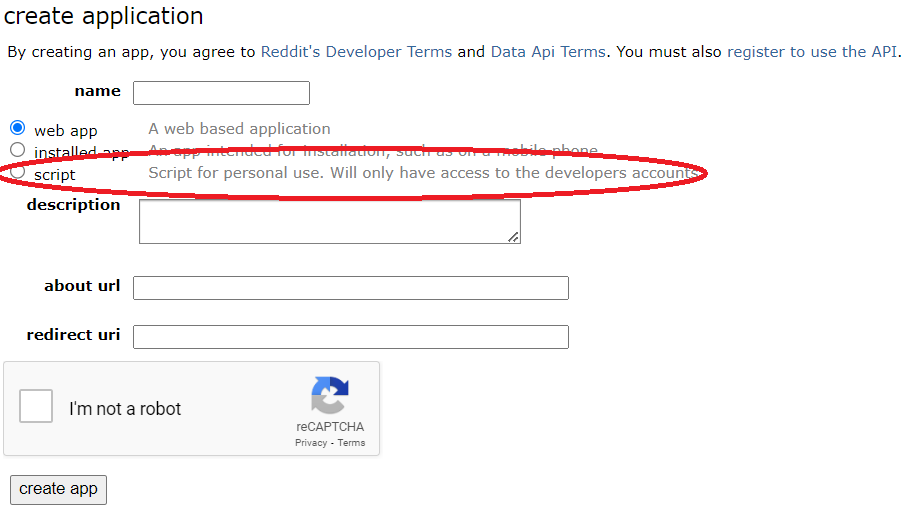 create application
By creating an app, you agree to Reddit's Developer Terms and Data Api Terms. You must also register to use the API.
name
web app A web based application
installed app An app intended for installation, such as on a mobile phone
script Script for personal use. Will only have access to the developers accounts
description
about url
redirect uri
I'm not a robot
reCAPTCHA
Privacy - Terms
create app